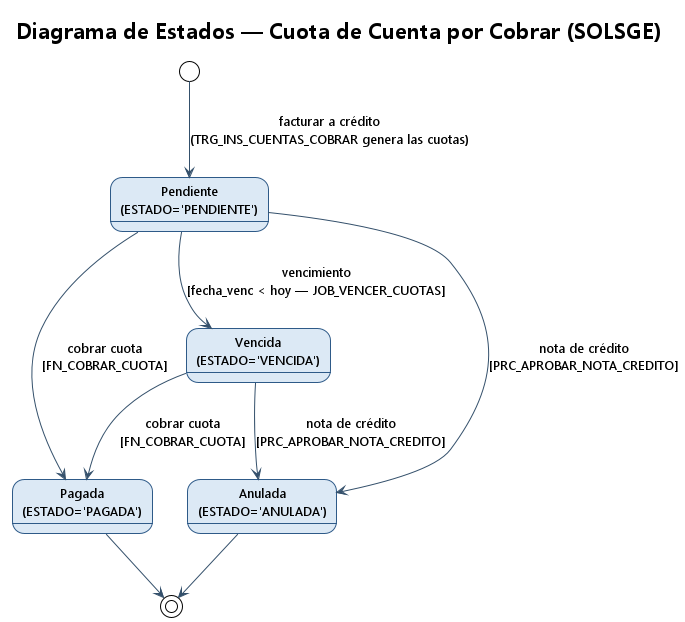 Diagrama de Estados — Cuota de Cuenta por Cobrar (SOLSGE)
facturar a crédito
(TRG_INS_CUENTAS_COBRAR genera las cuotas)
Pendiente
(ESTADO='PENDIENTE')
vencimiento
[fecha_venc < hoy — JOB_VENCER_CUOTAS]
Vencida
(ESTADO='VENCIDA')
cobrar cuota
[FN_COBRAR_CUOTA]
nota de crédito
[PRC_APROBAR_NOTA_CREDITO]
cobrar cuota
[FN_COBRAR_CUOTA]
nota de crédito
[PRC_APROBAR_NOTA_CREDITO]
Pagada
(ESTADO='PAGADA')
Anulada
(ESTADO='ANULADA')